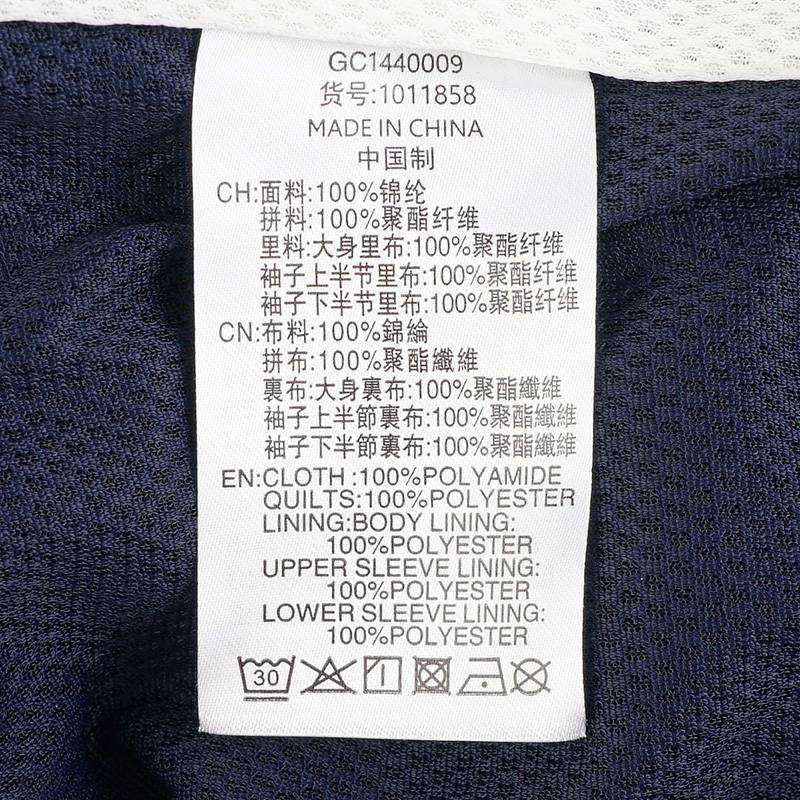 GC1440009
货号:1011858
MADE IN CHINA
中国制
CH:面料:100%锦纶
拼料:100%聚酯纤维
里料:大身里布:100%聚酯纤维
袖子上半节里布:100%聚酯纤维
袖子下半节里布:100%聚酯纤维
CN:布料:100%錦綸
拼布:100%聚酯纖維
裏布:大身裏布:100%聚酯纖維
袖子上半節裏布:100%聚酯纖維
袖子下半節裏布:100%聚酯纖維
EN:CLOTH:100%POLYAMIDE
QUILTS:100%POLYESTER
LINING:BODY LINING:
100%POLYESTER
UPPER SLEEVE LINING:
100%POLYESTER
LOWER SLEEVE LINING:
100%POLYESTER
30